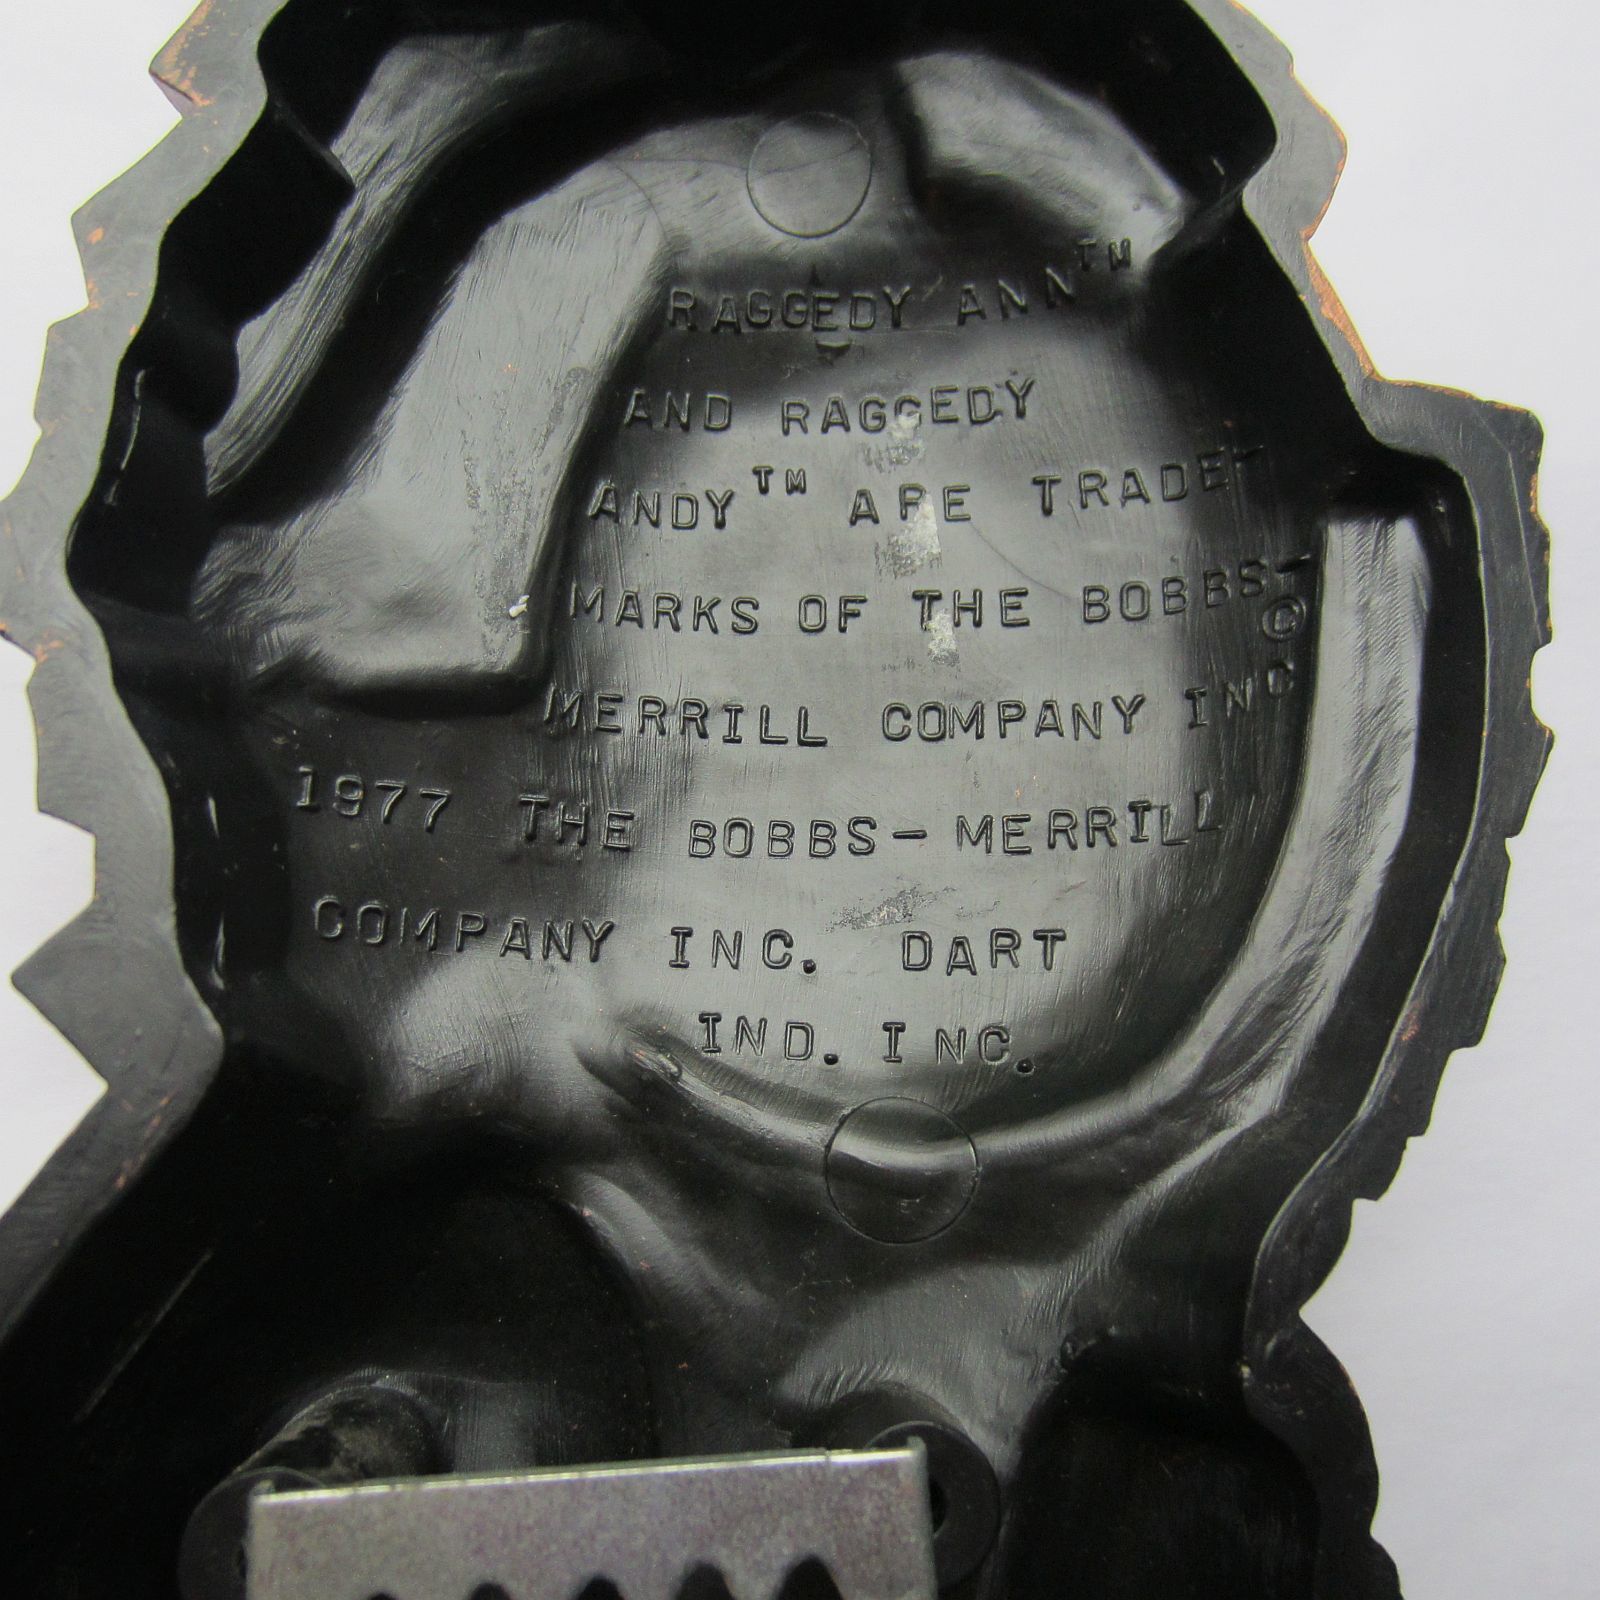 RAGGEDY ANN™
AND RAGGEDY
ANDY™ ARE TRADE-
MARKS OF THE BOBBS-
MERRILL COMPANY INC ©
1977 THE BOBBS-MERRILL
COMPANY INC. DART
IND. INC.